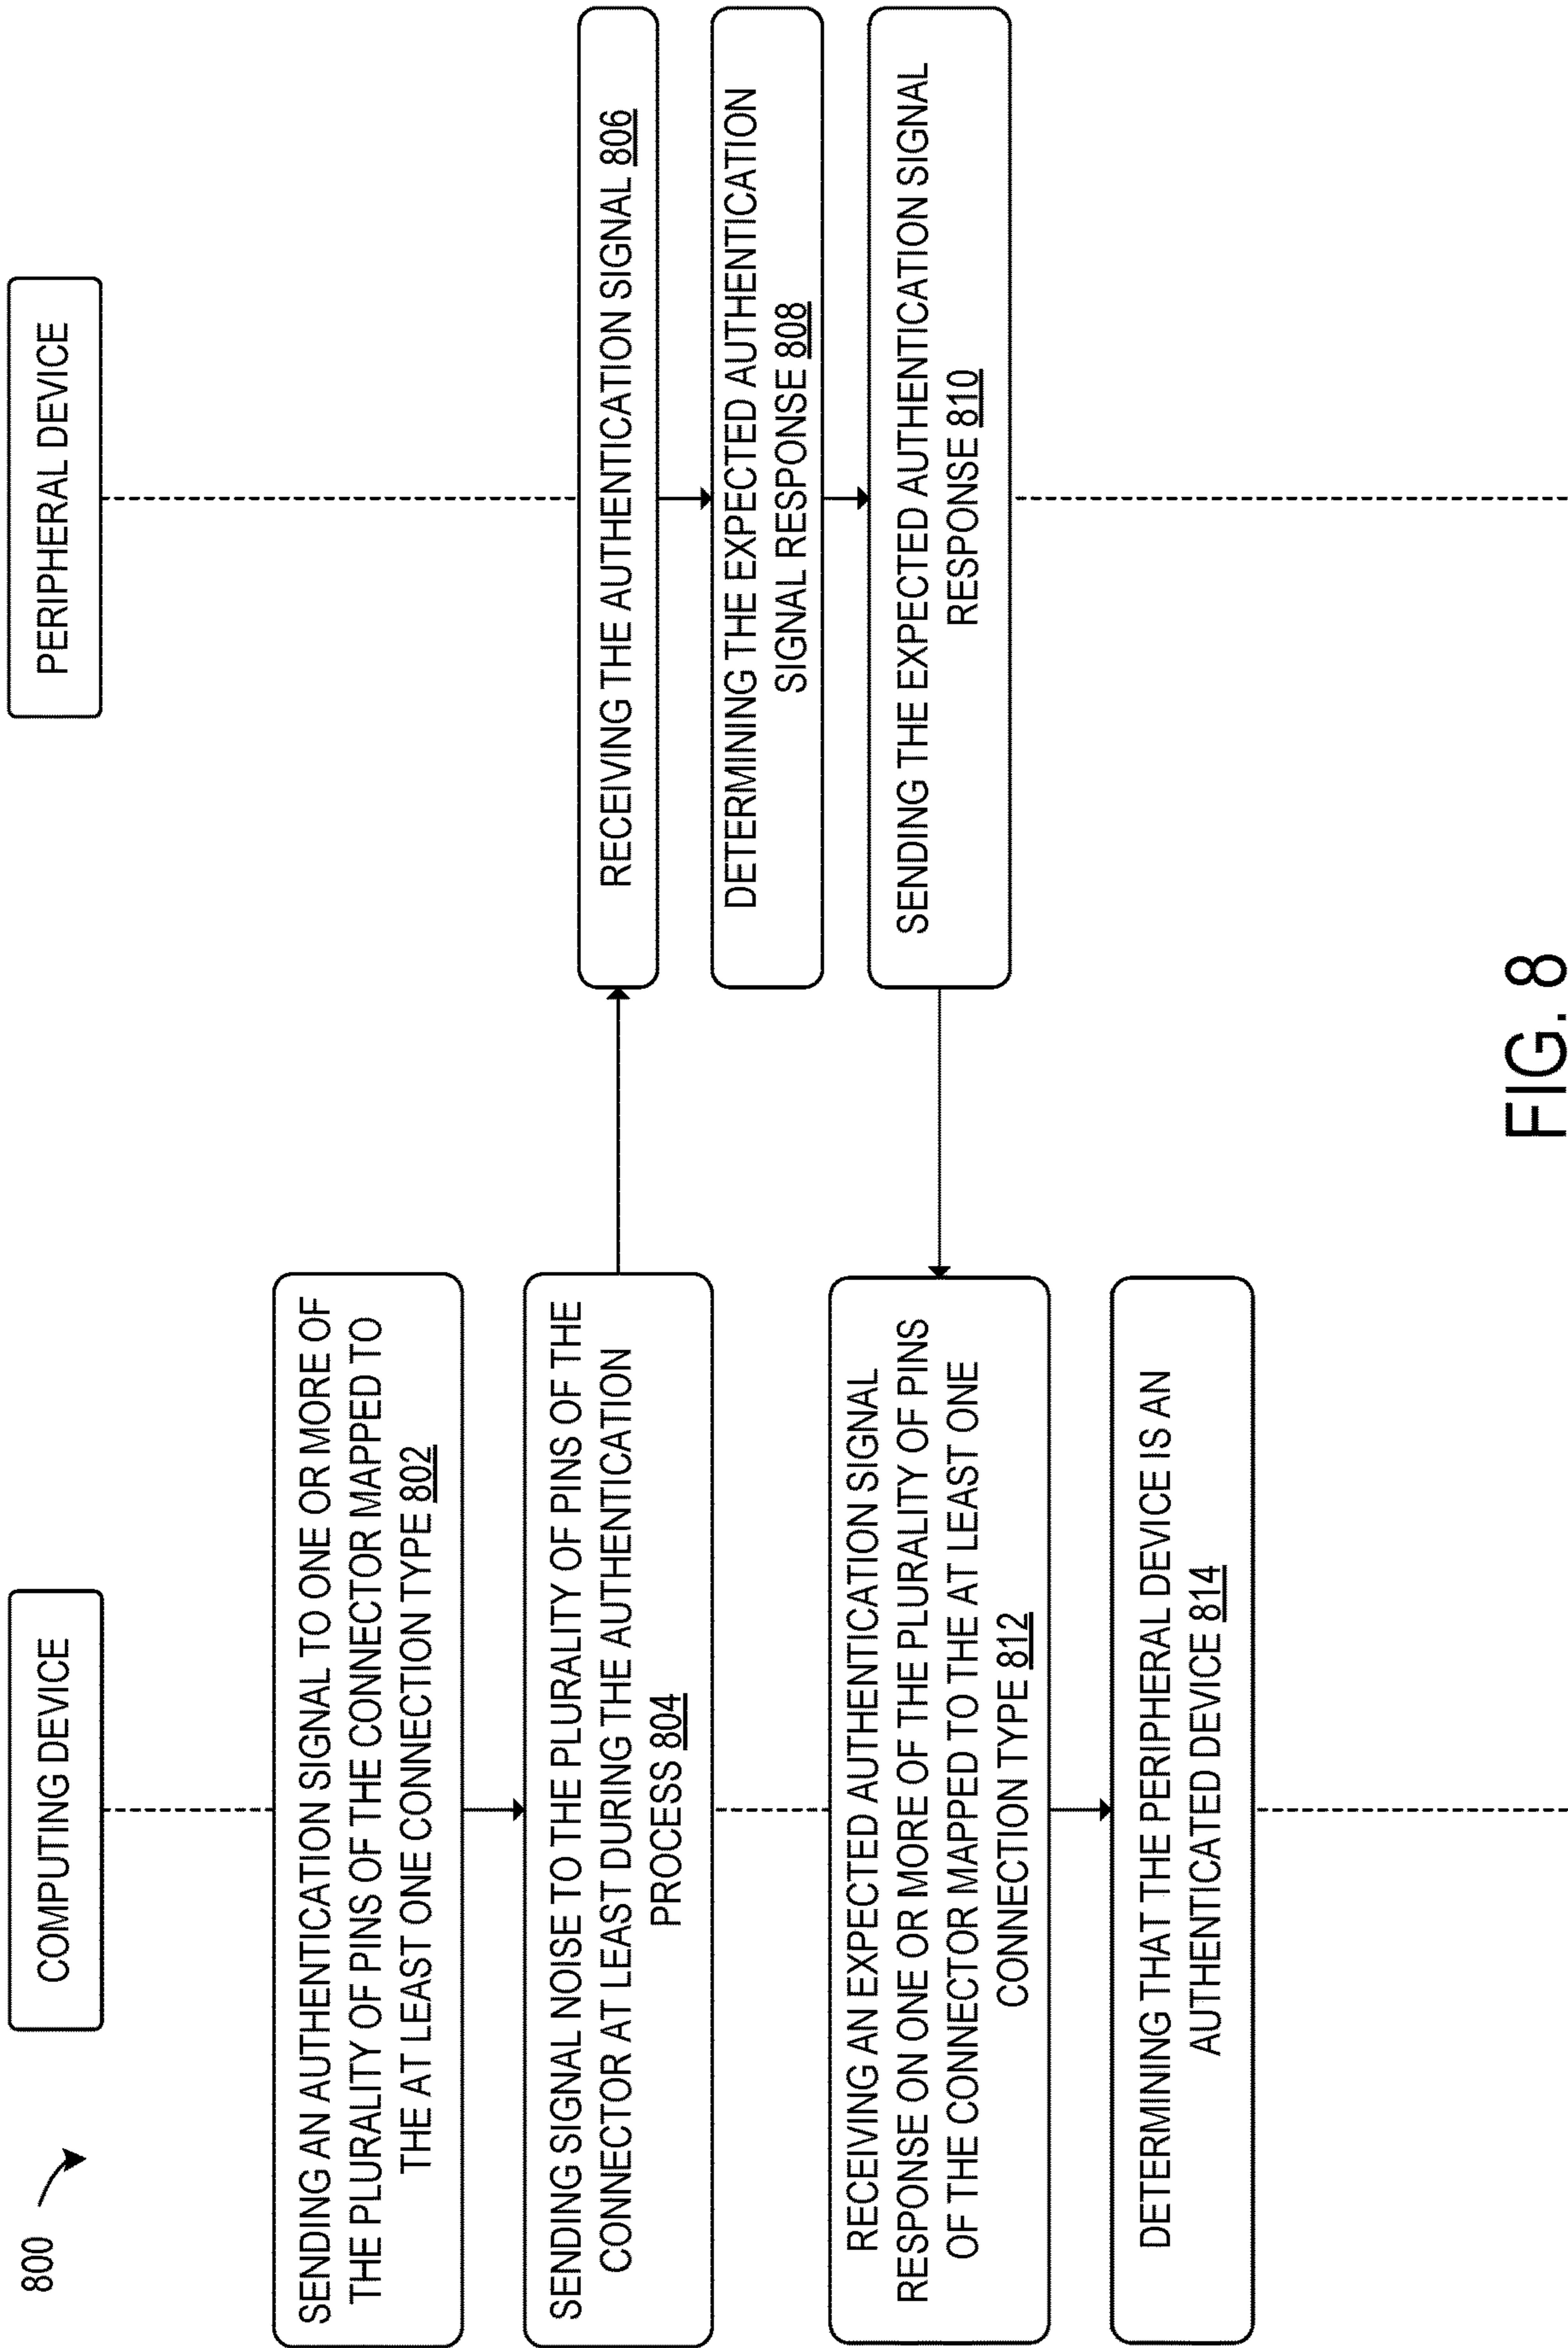 800
COMPUTING DEVICE
PERIPHERAL DEVICE
SENDING AN AUTHENTICATION SIGNAL TO ONE OR MORE OF
THE PLURALITY OF PINS OF THE CONNECTOR MAPPED TO
THE AT LEAST ONE CONNECTION TYPE 802
SENDING SIGNAL NOISE TO THE PLURALITY OF PINS OF THE
CONNECTOR AT LEAST DURING THE AUTHENTICATION
PROCESS 804
RECEIVING THE AUTHENTICATION SIGNAL 806
DETERMINING THE EXPECTED AUTHENTICATION
SIGNAL RESPONSE 808
SENDING THE EXPECTED AUTHENTICATION SIGNAL
RESPONSE 810
RECEIVING AN EXPECTED AUTHENTICATION SIGNAL
RESPONSE ON ONE OR MORE OF THE PLURALITY OF PINS
OF THE CONNECTOR MAPPED TO THE AT LEAST ONE
CONNECTION TYPE 812
DETERMINING THAT THE PERIPHERAL DEVICE IS AN
AUTHENTICATED DEVICE 814
FIG. 8